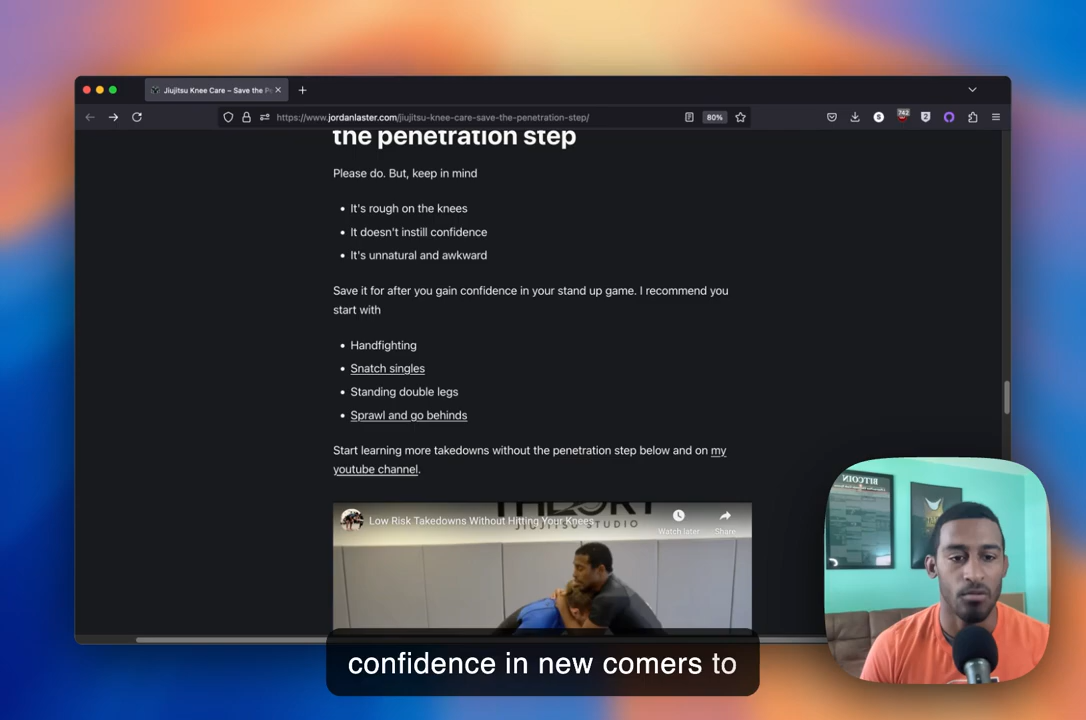 Jiujitsu Knee Care – Save the Pe
https://www.jordanlaster.com/jiujitsu-knee-care-save-the-penetration-step/
80%
742
S
2
the penetration step
Please do. But, keep in mind
• It's rough on the knees
• It doesn't instill confidence
• It's unnatural and awkward
Save it for after you gain confidence in your stand up game. I recommend you
start with
• Handfighting
• Snatch singles
• Standing double legs
• Sprawl and go behinds
Start learning more takedowns without the penetration step below and on my
youtube channel.
THEORY
JIUJITSU STUDIO
Low Risk Takedowns Without Hitting Your Knees
Watch later
Share
BITCOIN
confidence in new comers to